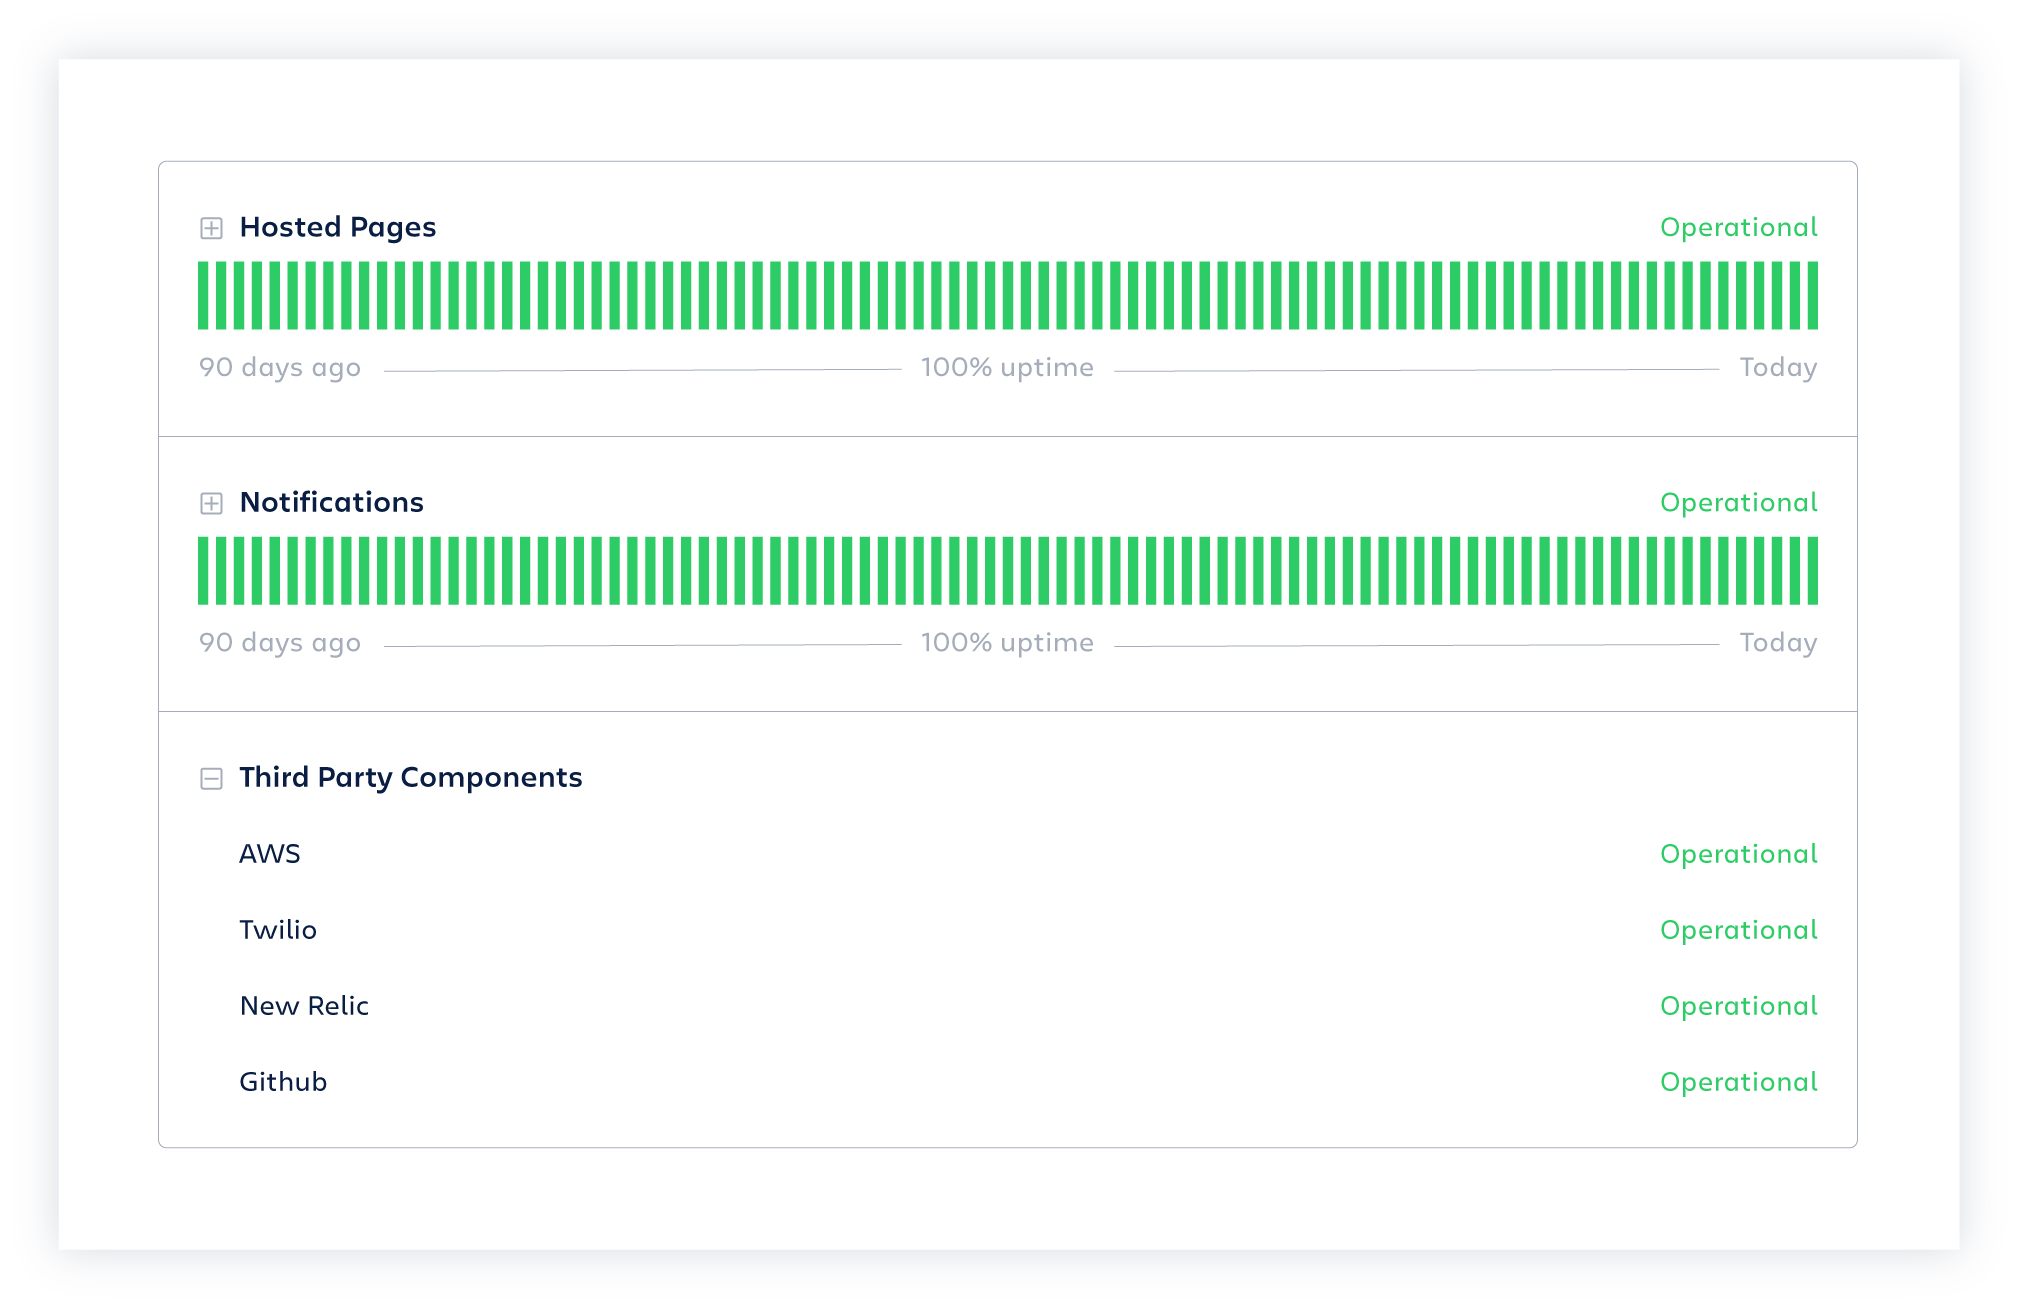 Hosted Pages Operational
90 days ago 100% uptime Today
Notifications Operational
90 days ago 100% uptime Today
Third Party Components
AWS Operational
Twilio Operational
New Relic Operational
Github Operational